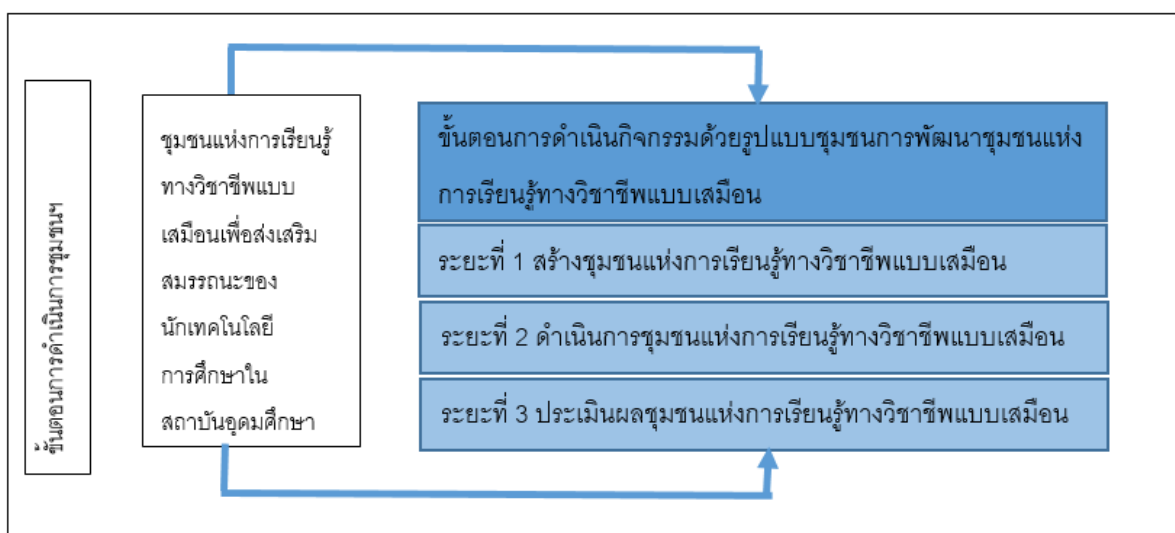 ขั้นตอนการดำเนินการชุมชนฯ
ชุมชนแห่งการเรียนรู้
ทางวิชาชีพแบบ
เสมือนเพื่อส่งเสริม
สมรรถนะของ
นักเทคโนโลยี
การศึกษาใน
สถาบันอุดมศึกษา
ขั้นตอนการดำเนินกิจกรรมด้วยรูปแบบชุมชนการพัฒนาชุมชนแห่ง
การเรียนรู้ทางวิชาชีพแบบเสมือน
ระยะที่ 1 สร้างชุมชนแห่งการเรียนรู้ทางวิชาชีพแบบเสมือน
ระยะที่ 2 ดำเนินการชุมชนแห่งการเรียนรู้ทางวิชาชีพแบบเสมือน
ระยะที่ 3 ประเมินผลชุมชนแห่งการเรียนรู้ทางวิชาชีพแบบเสมือน